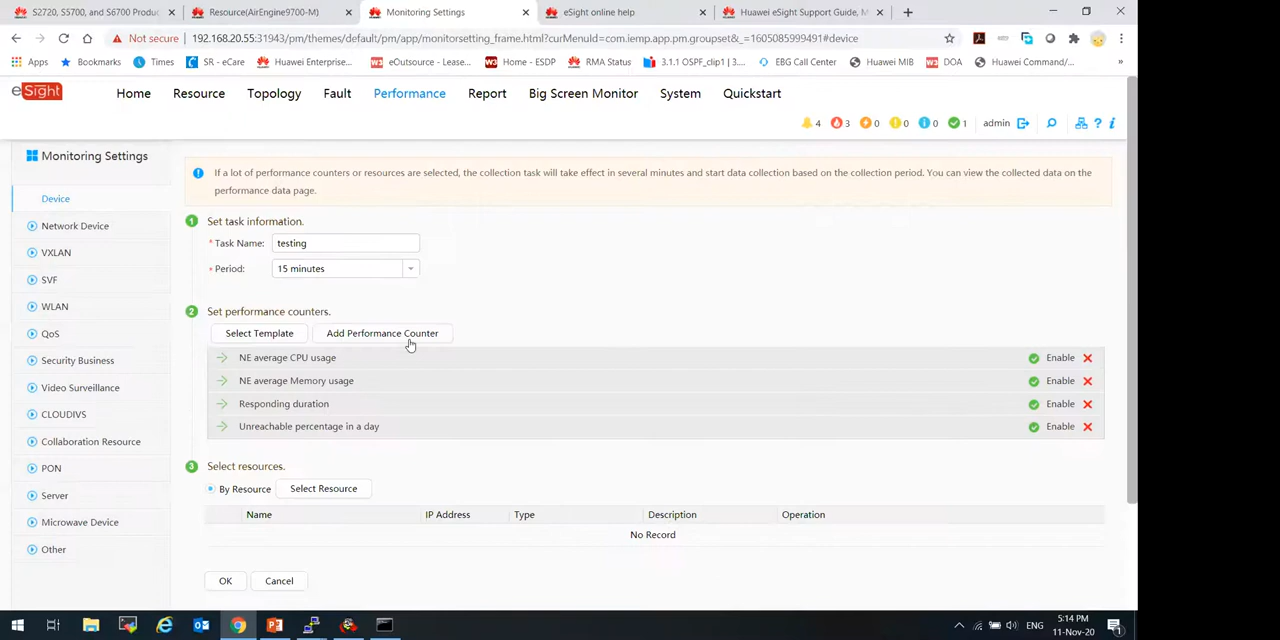 S2720, S5700, and S6700 Produ
Resource(AirEngine9700-M)
Monitoring Settings
eSight online help
Huawei eSight Support Guide, M
Not secure
192.168.20.55:31943/pm/themes/default/pm/app/monitorsetting_frame.html?curMenuId=com.iemp.app.pm.groupset&_=1605085999491#device
Apps
Bookmarks
Times
SR - eCare
Huawei Enterprise...
eOutsource - Lease...
Home - ESDP
RMA Status
3.1.1 OSPF_clip1 |3....
EBG Call Center
Huawei MIB
DOA
Huawei Command/...
»
eSight
Home
Resource
Topology
Fault
Performance
Report
Big Screen Monitor
System
Quickstart
4
3
0
0
0
1
admin
Monitoring Settings
Device
Network Device
VXLAN
SVF
WLAN
QoS
Security Business
Video Surveillance
CLOUDIVS
Collaboration Resource
PON
Server
Microwave Device
Other
If a lot of performance counters or resources are selected, the collection task will take effect in several minutes and start data collection based on the collection period. You can view the collected data on the
performance data page.
1 Set task information.
* Task Name: testing
* Period: 15 minutes
2 Set performance counters.
Select Template
Add Performance Counter
NE average CPU usage Enable
NE average Memory usage Enable
Responding duration Enable
Unreachable percentage in a day Enable
3 Select resources.
By Resource Select Resource
Name IP Address Type Description Operation
No Record
OK Cancel
ENG
5:14 PM
11-Nov-20
1